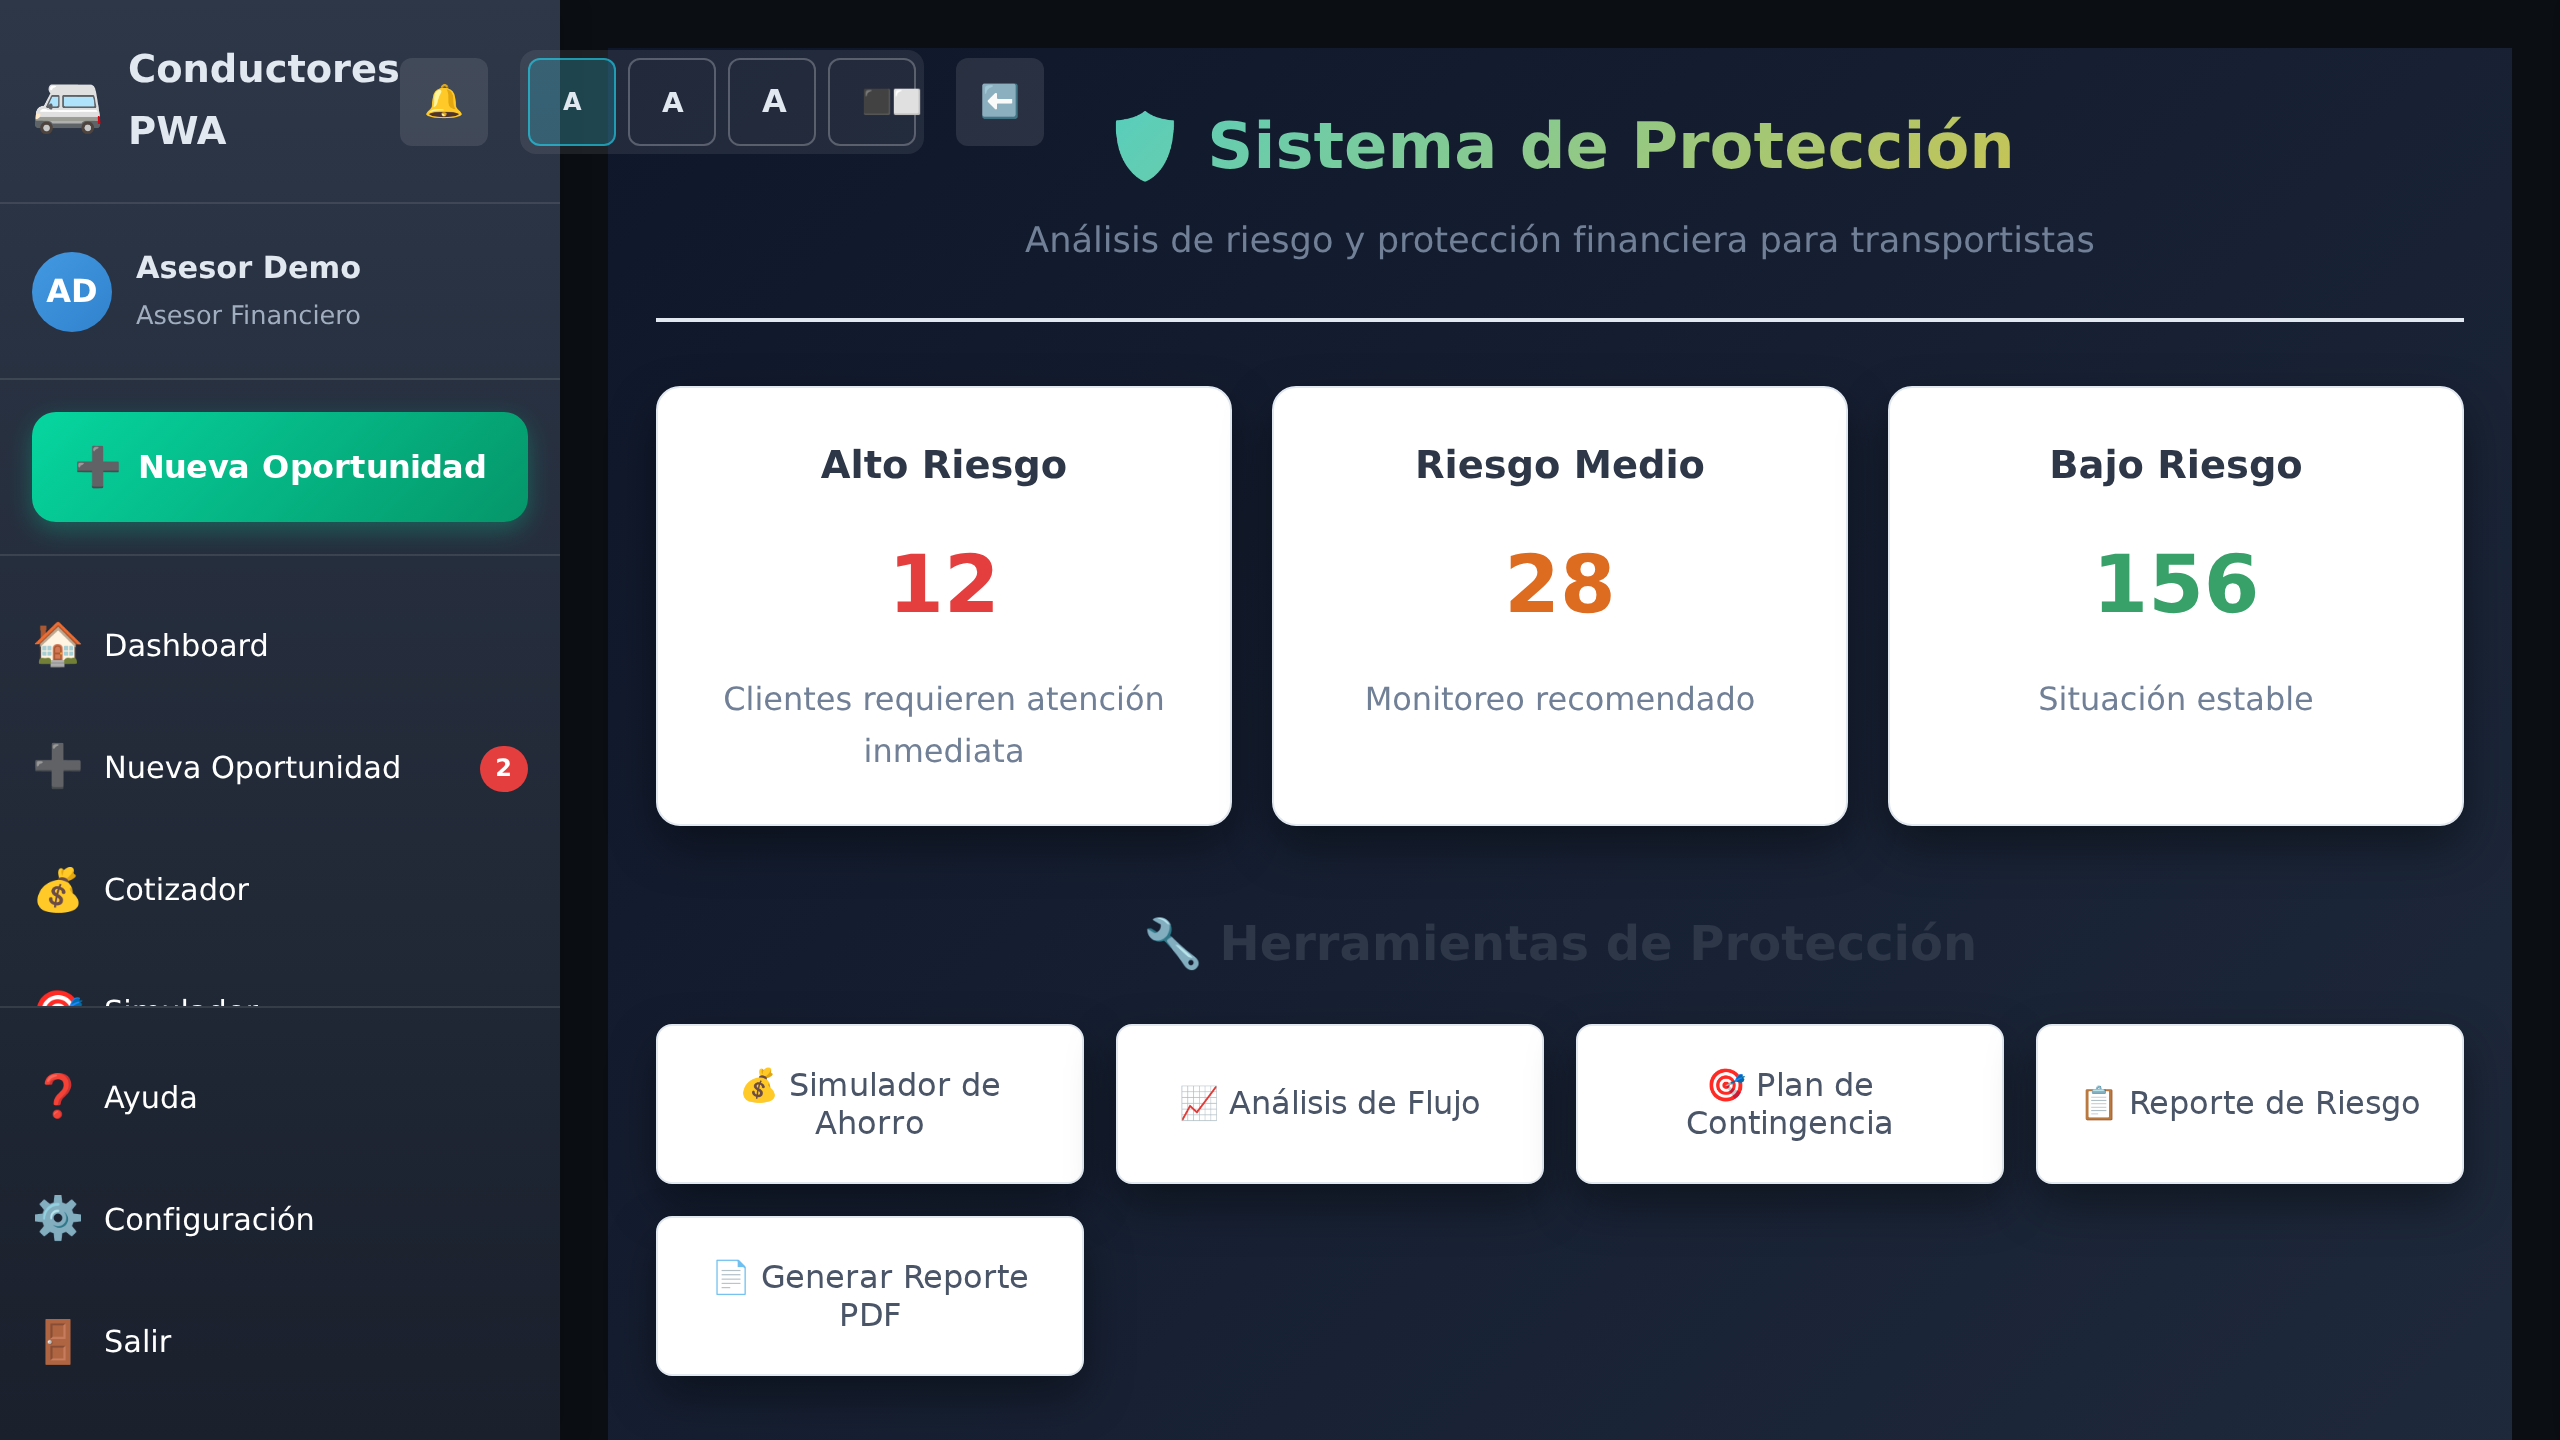 Conductores
PWA
A A A
Sistema de Protección
Análisis de riesgo y protección financiera para transportistas
AD
Asesor Demo
Asesor Financiero
Nueva Oportunidad
Dashboard
Nueva Oportunidad 2
Cotizador
Simulador
Ayuda
Configuración
Salir
Alto Riesgo
12
Clientes requieren atención
inmediata
Riesgo Medio
28
Monitoreo recomendado
Bajo Riesgo
156
Situación estable
Herramientas de Protección
Simulador de
Ahorro
Análisis de Flujo
Plan de
Contingencia
Reporte de Riesgo
Generar Reporte
PDF